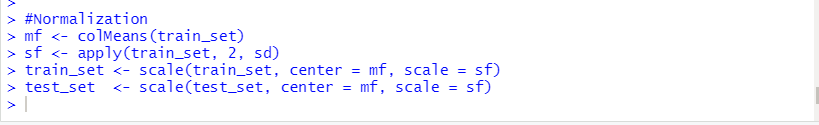 >
> #Normalization
> mf <- colMeans(train_set)
> sf <- apply(train_set, 2, sd)
> train_set <- scale(train_set, center = mf, scale = sf)
> test_set  <- scale(test_set, center = mf, scale = sf)
>